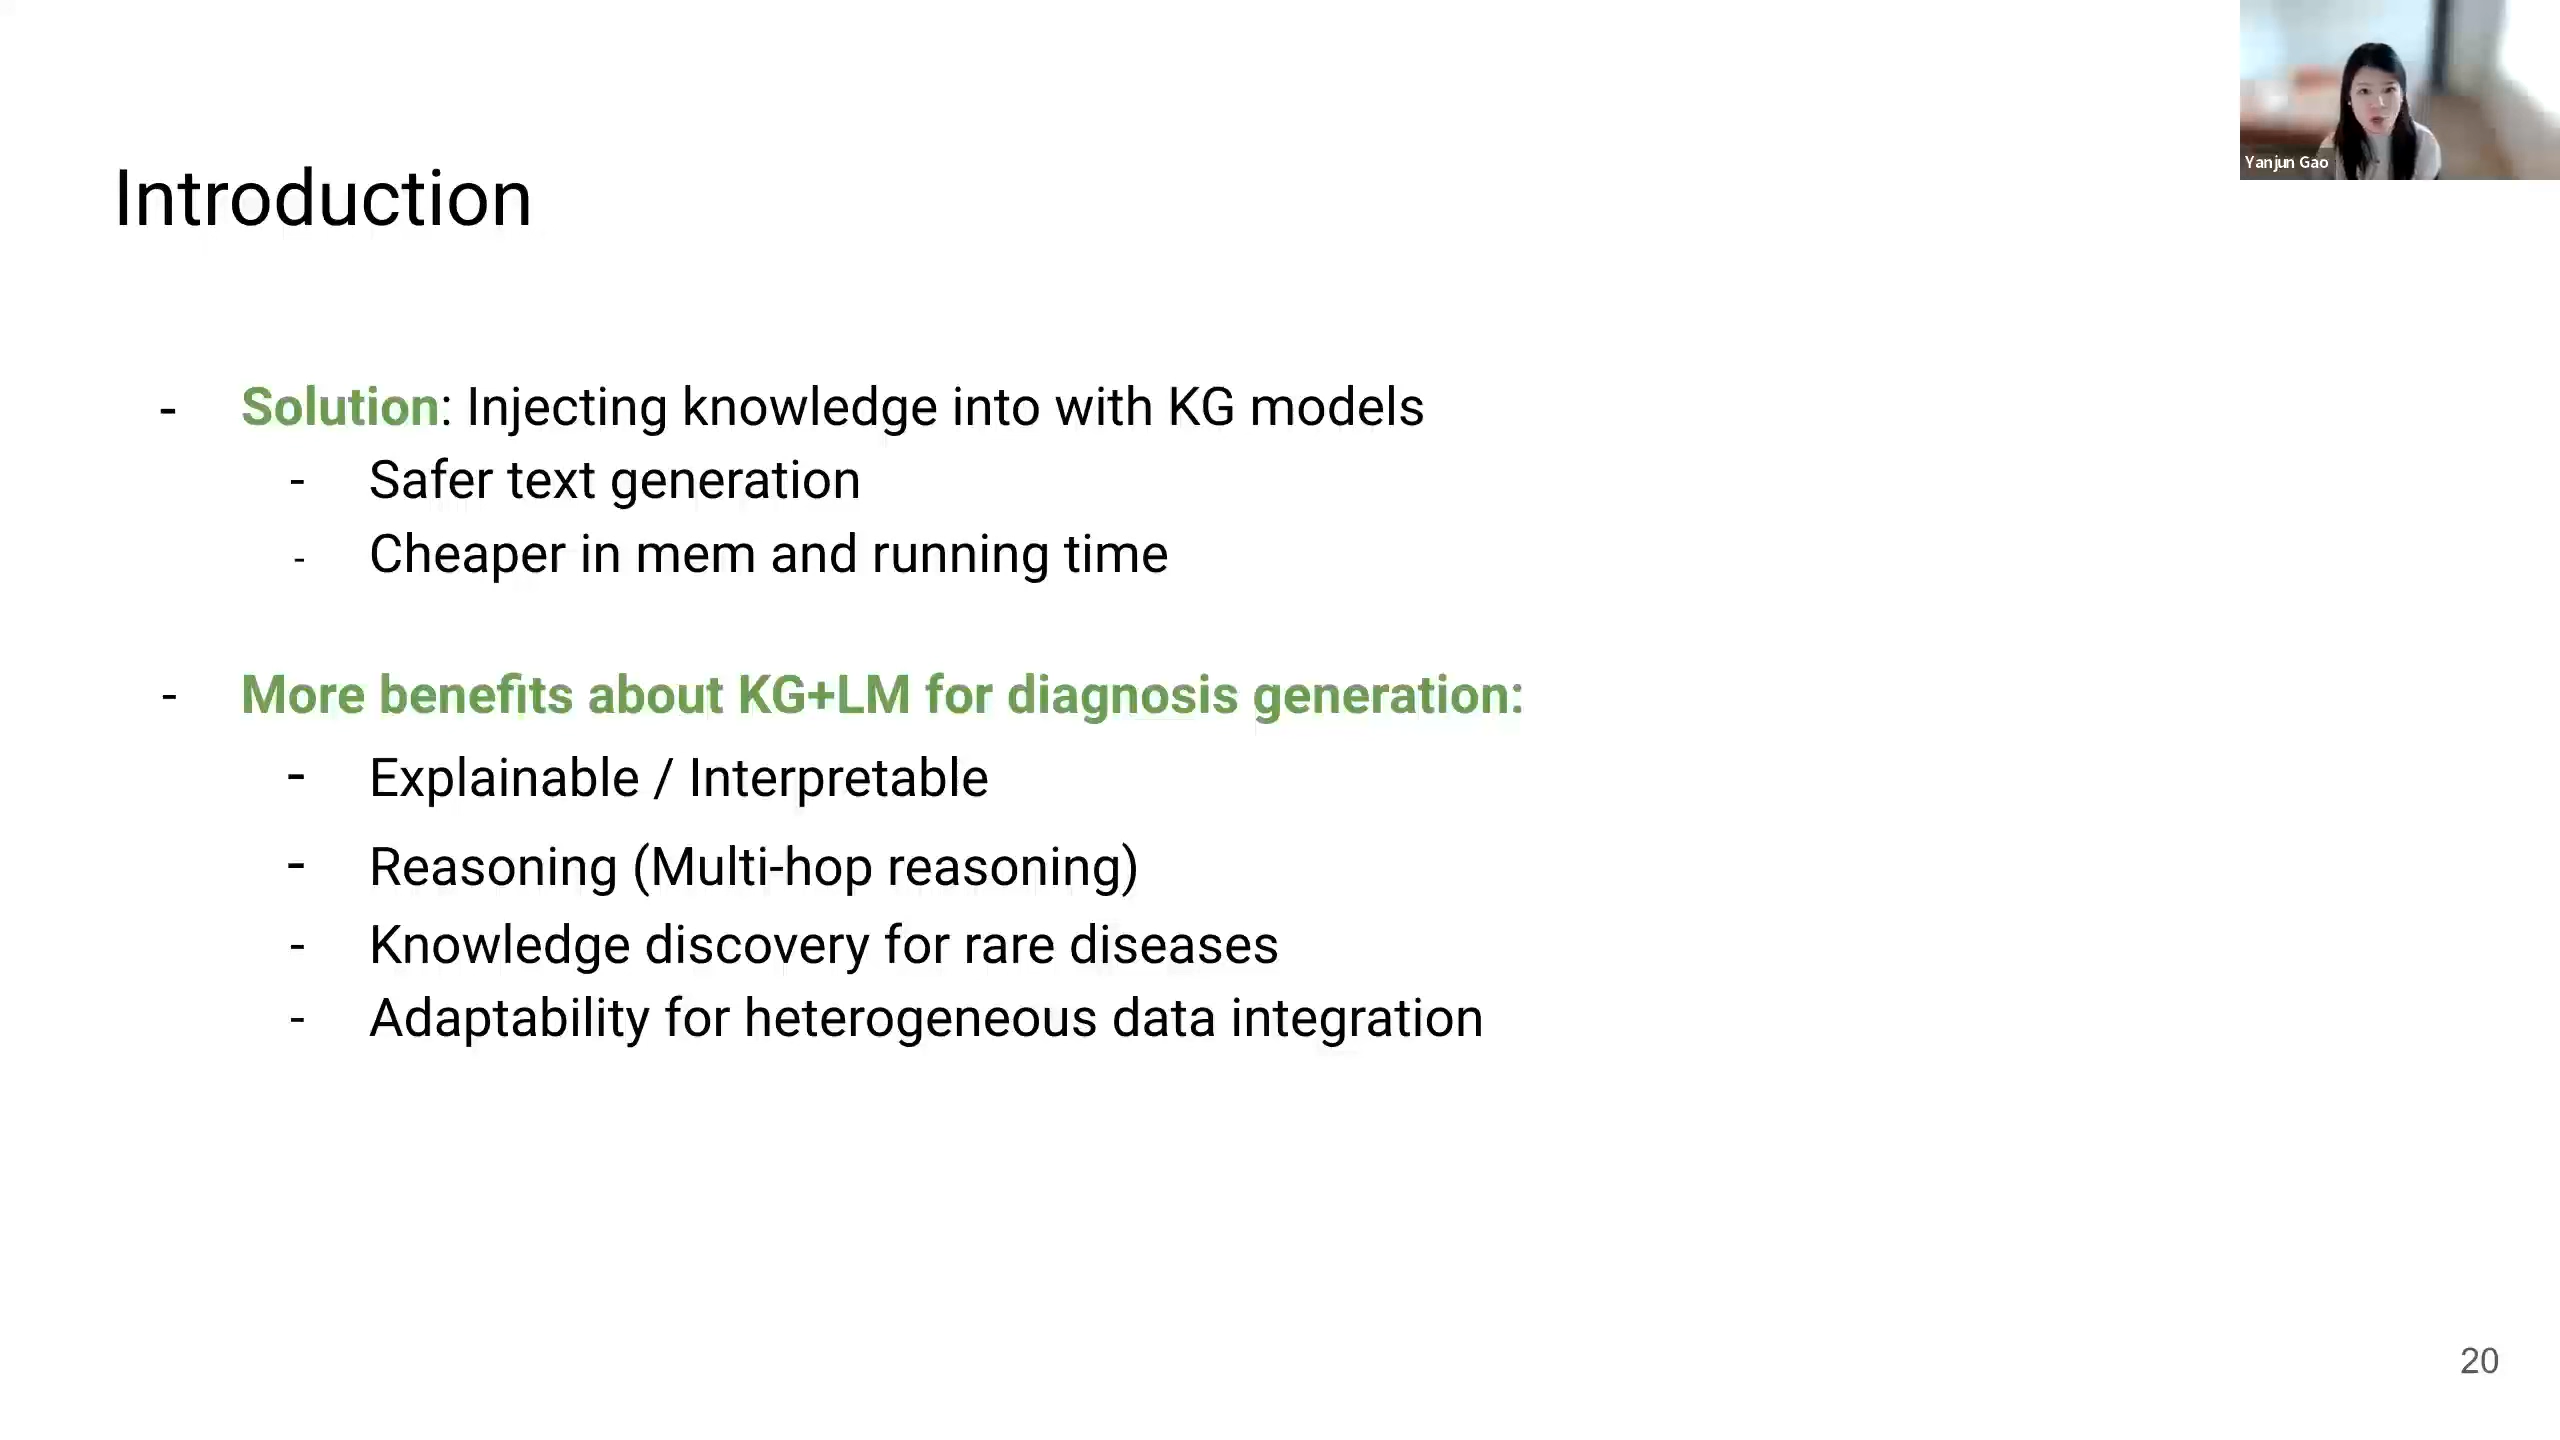 Yanjun Gao
Introduction
- Solution: Injecting knowledge into with KG models
- Safer text generation
- Cheaper in mem and running time
- More benefits about KG+LM for diagnosis generation:
- Explainable / Interpretable
- Reasoning (Multi-hop reasoning)
- Knowledge discovery for rare diseases
- Adaptability for heterogeneous data integration
20